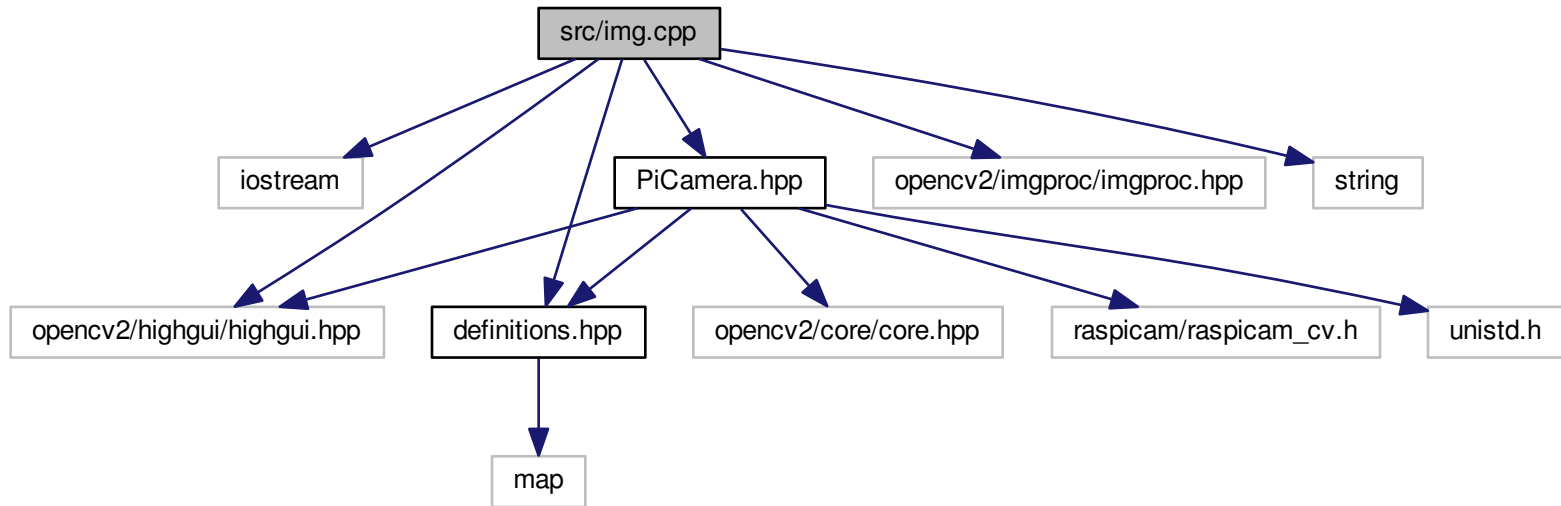 src/img.cpp
iostream
PiCamera.hpp
opencv2/imgproc/imgproc.hpp
string
opencv2/highgui/highgui.hpp
definitions.hpp
opencv2/core/core.hpp
raspicam/raspicam_cv.h
unistd.h
map